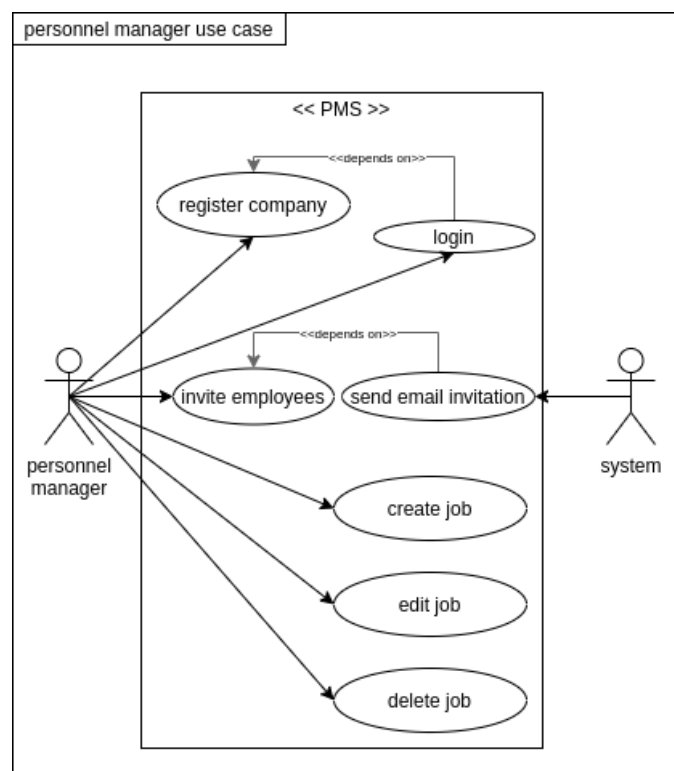 personnel manager use case
<< PMS >>
<<depends on>>
register company
login
<<depends on>>
invite employees
send email invitation
personnel
manager
system
create job
edit job
delete job